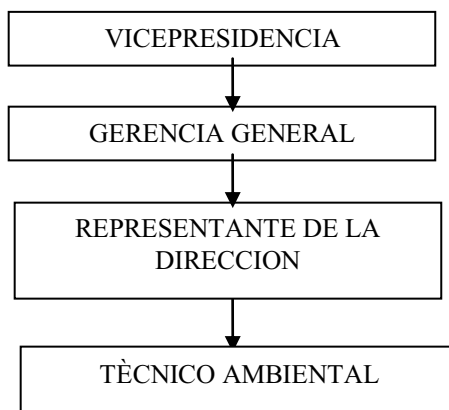 VICEPRESIDENCIA
GERENCIA GENERAL
REPRESENTANTE DE LA
DIRECCION
TÈCNICO AMBIENTAL